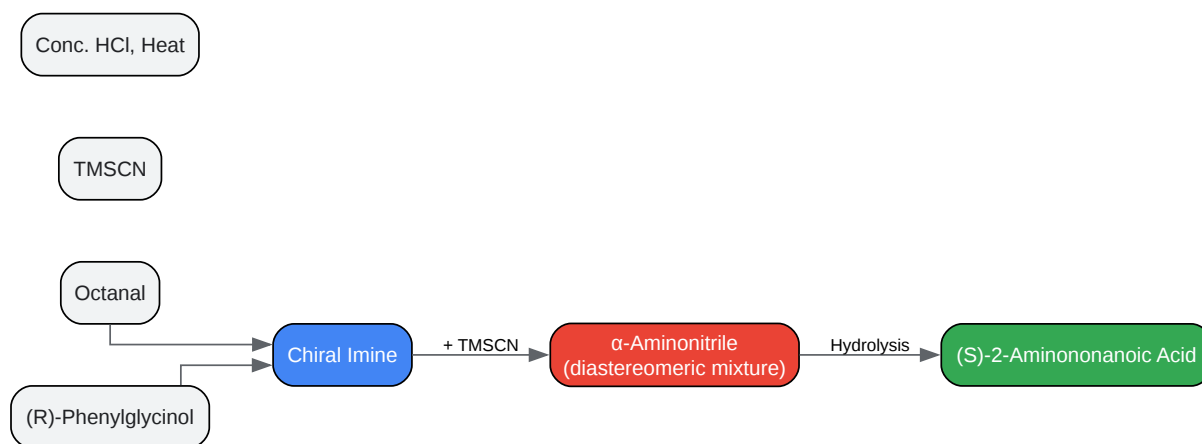 Conc. HCl, Heat
TMSCN
Octanal
(R)-Phenylglycinol
Chiral Imine
+ TMSCN
α-Aminonitrile
(diastereomeric mixture)
Hydrolysis
(S)-2-Aminononanoic Acid